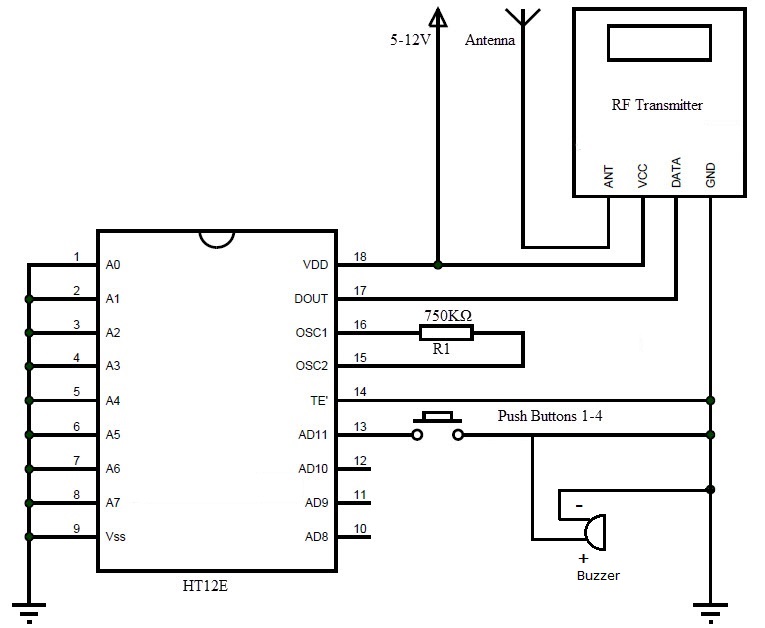 5-12V
Antenna
RF Transmitter
ANT
VCC
DATA
GND
1 A0
2 A1
3 A2
4 A3
5 A4
6 A5
7 A6
8 A7
9 Vss
VDD 18
DOUT 17
OSC1 16
OSC2 15
TE' 14
AD11 13
AD10 12
AD9 11
AD8 10
750KΩ
R1
Push Buttons 1-4
-
+
Buzzer
HT12E